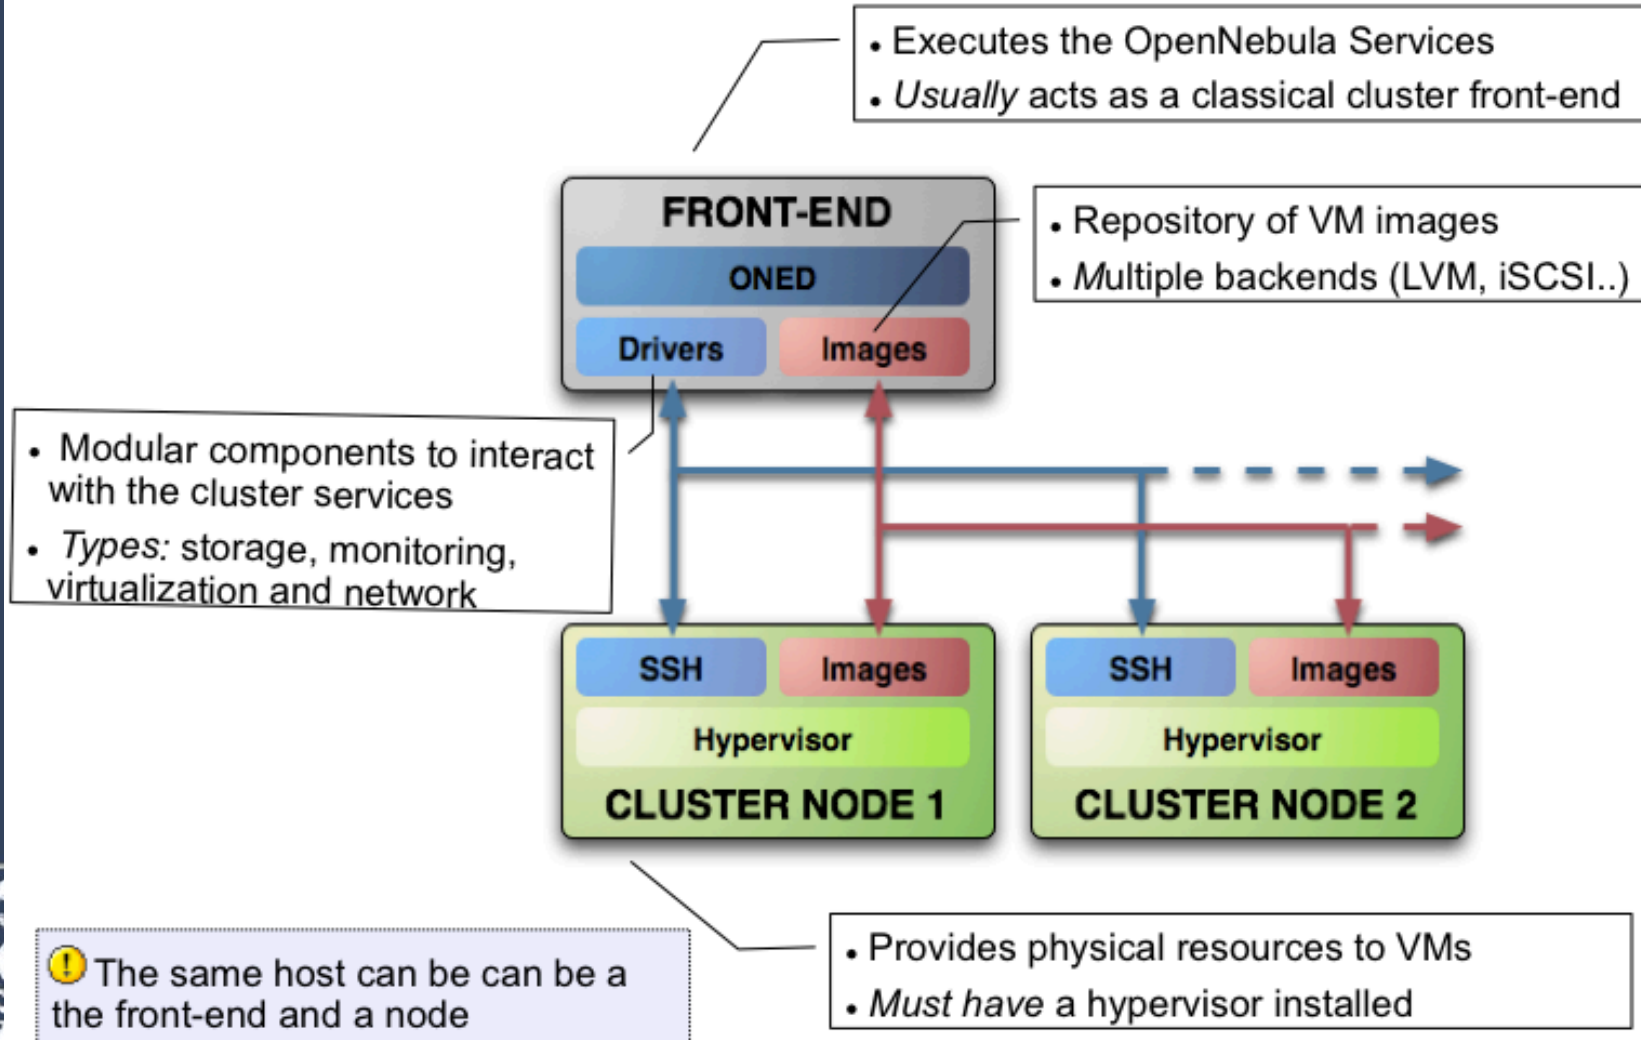 • Executes the OpenNebula Services
• Usually acts as a classical cluster front-end
FRONT-END
ONED
Drivers
Images
• Repository of VM images
• Multiple backends (LVM, iSCSI..)
• Modular components to interact
with the cluster services
• Types: storage, monitoring,
virtualization and network
SSH
Images
Hypervisor
CLUSTER NODE 1
SSH
Images
Hypervisor
CLUSTER NODE 2
! The same host can be can be a
the front-end and a node
• Provides physical resources to VMs
• Must have a hypervisor installed